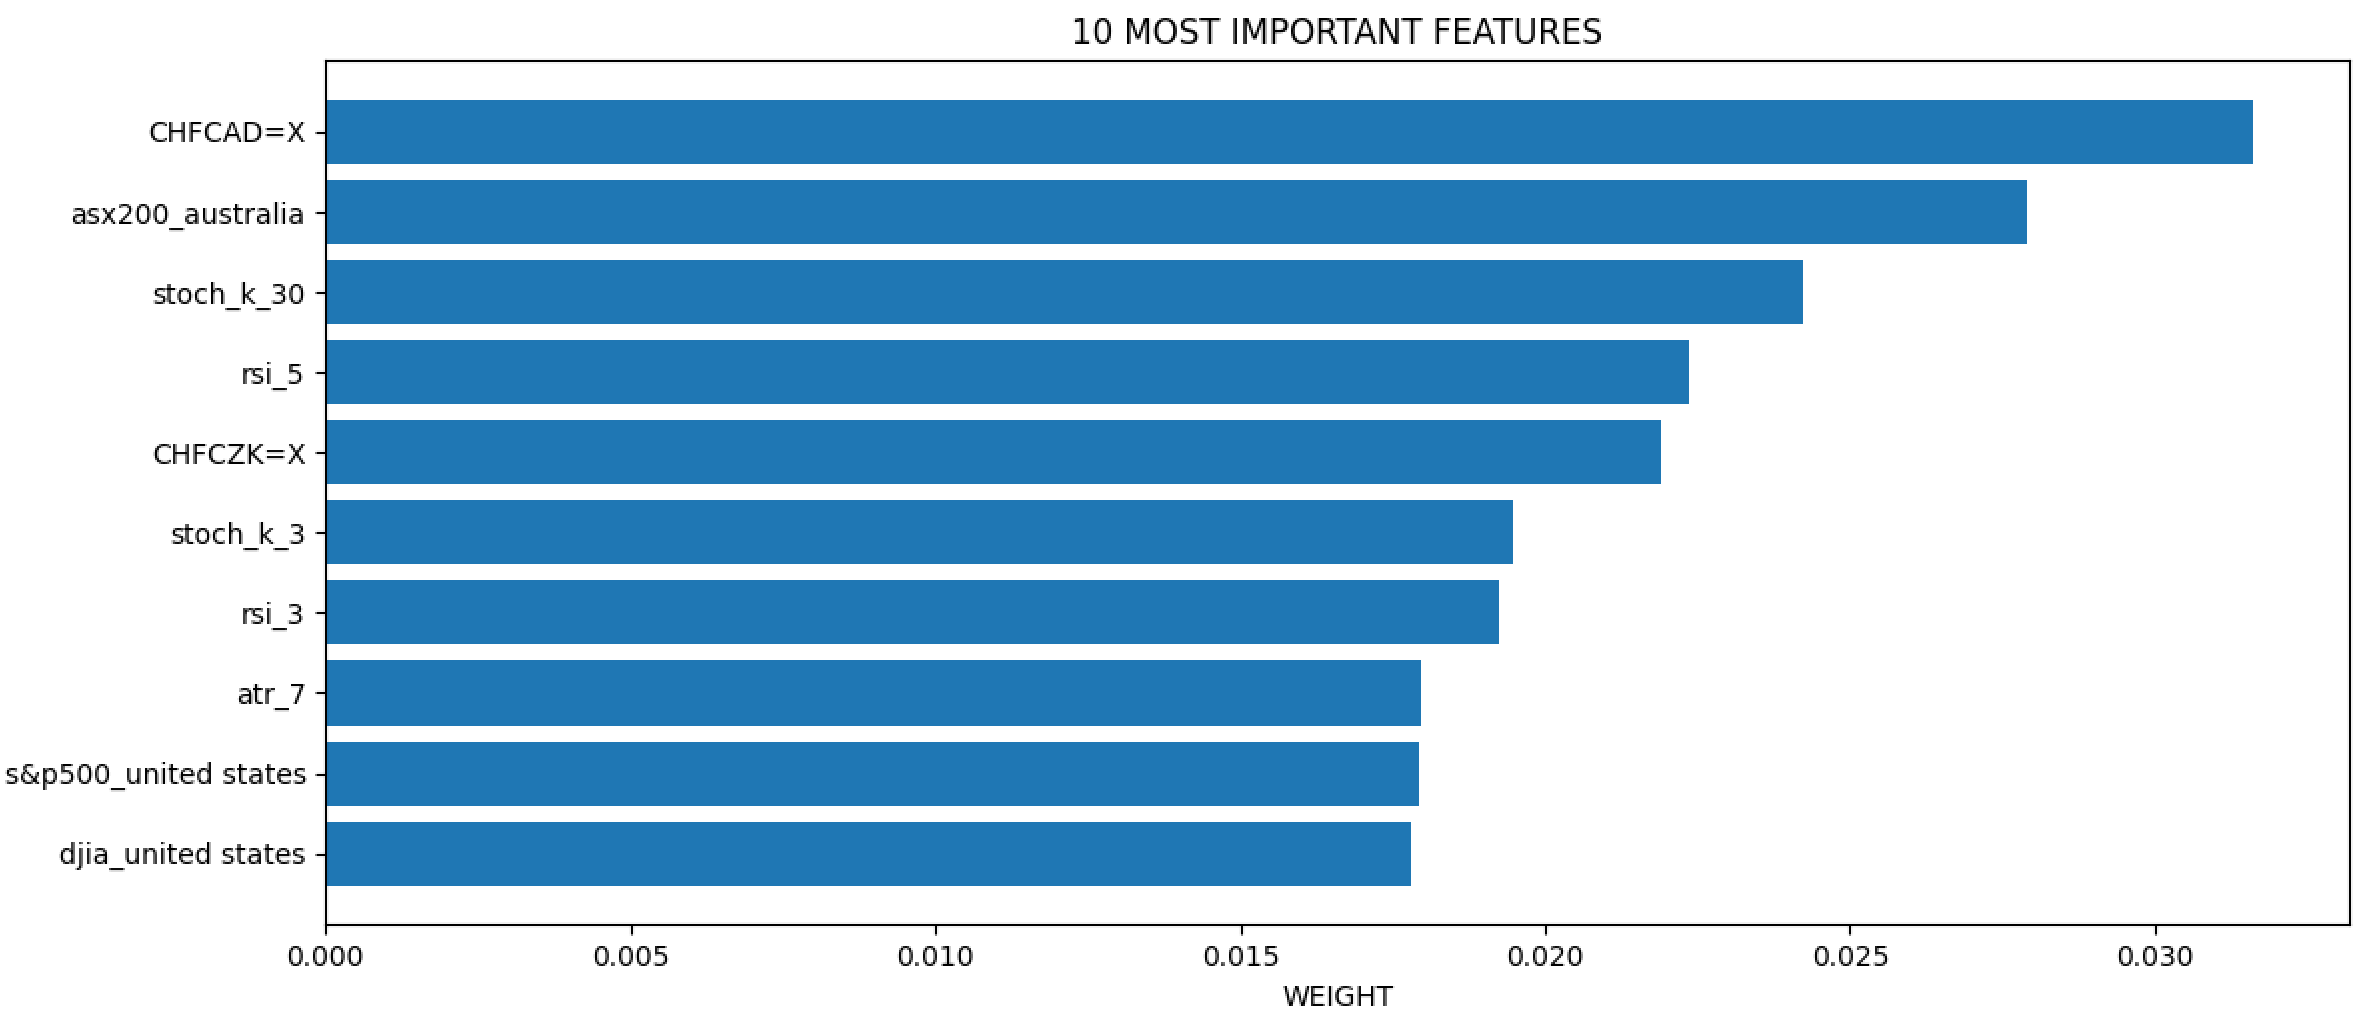 10 MOST IMPORTANT FEATURES
CHFCAD=X
asx200_australia
stoch_k_30
rsi_5
CHFCZK=X
stoch_k_3
rsi_3
atr_7
s&p500_united states
djia_united states
0.000 0.005 0.010 0.015 0.020 0.025 0.030
WEIGHT